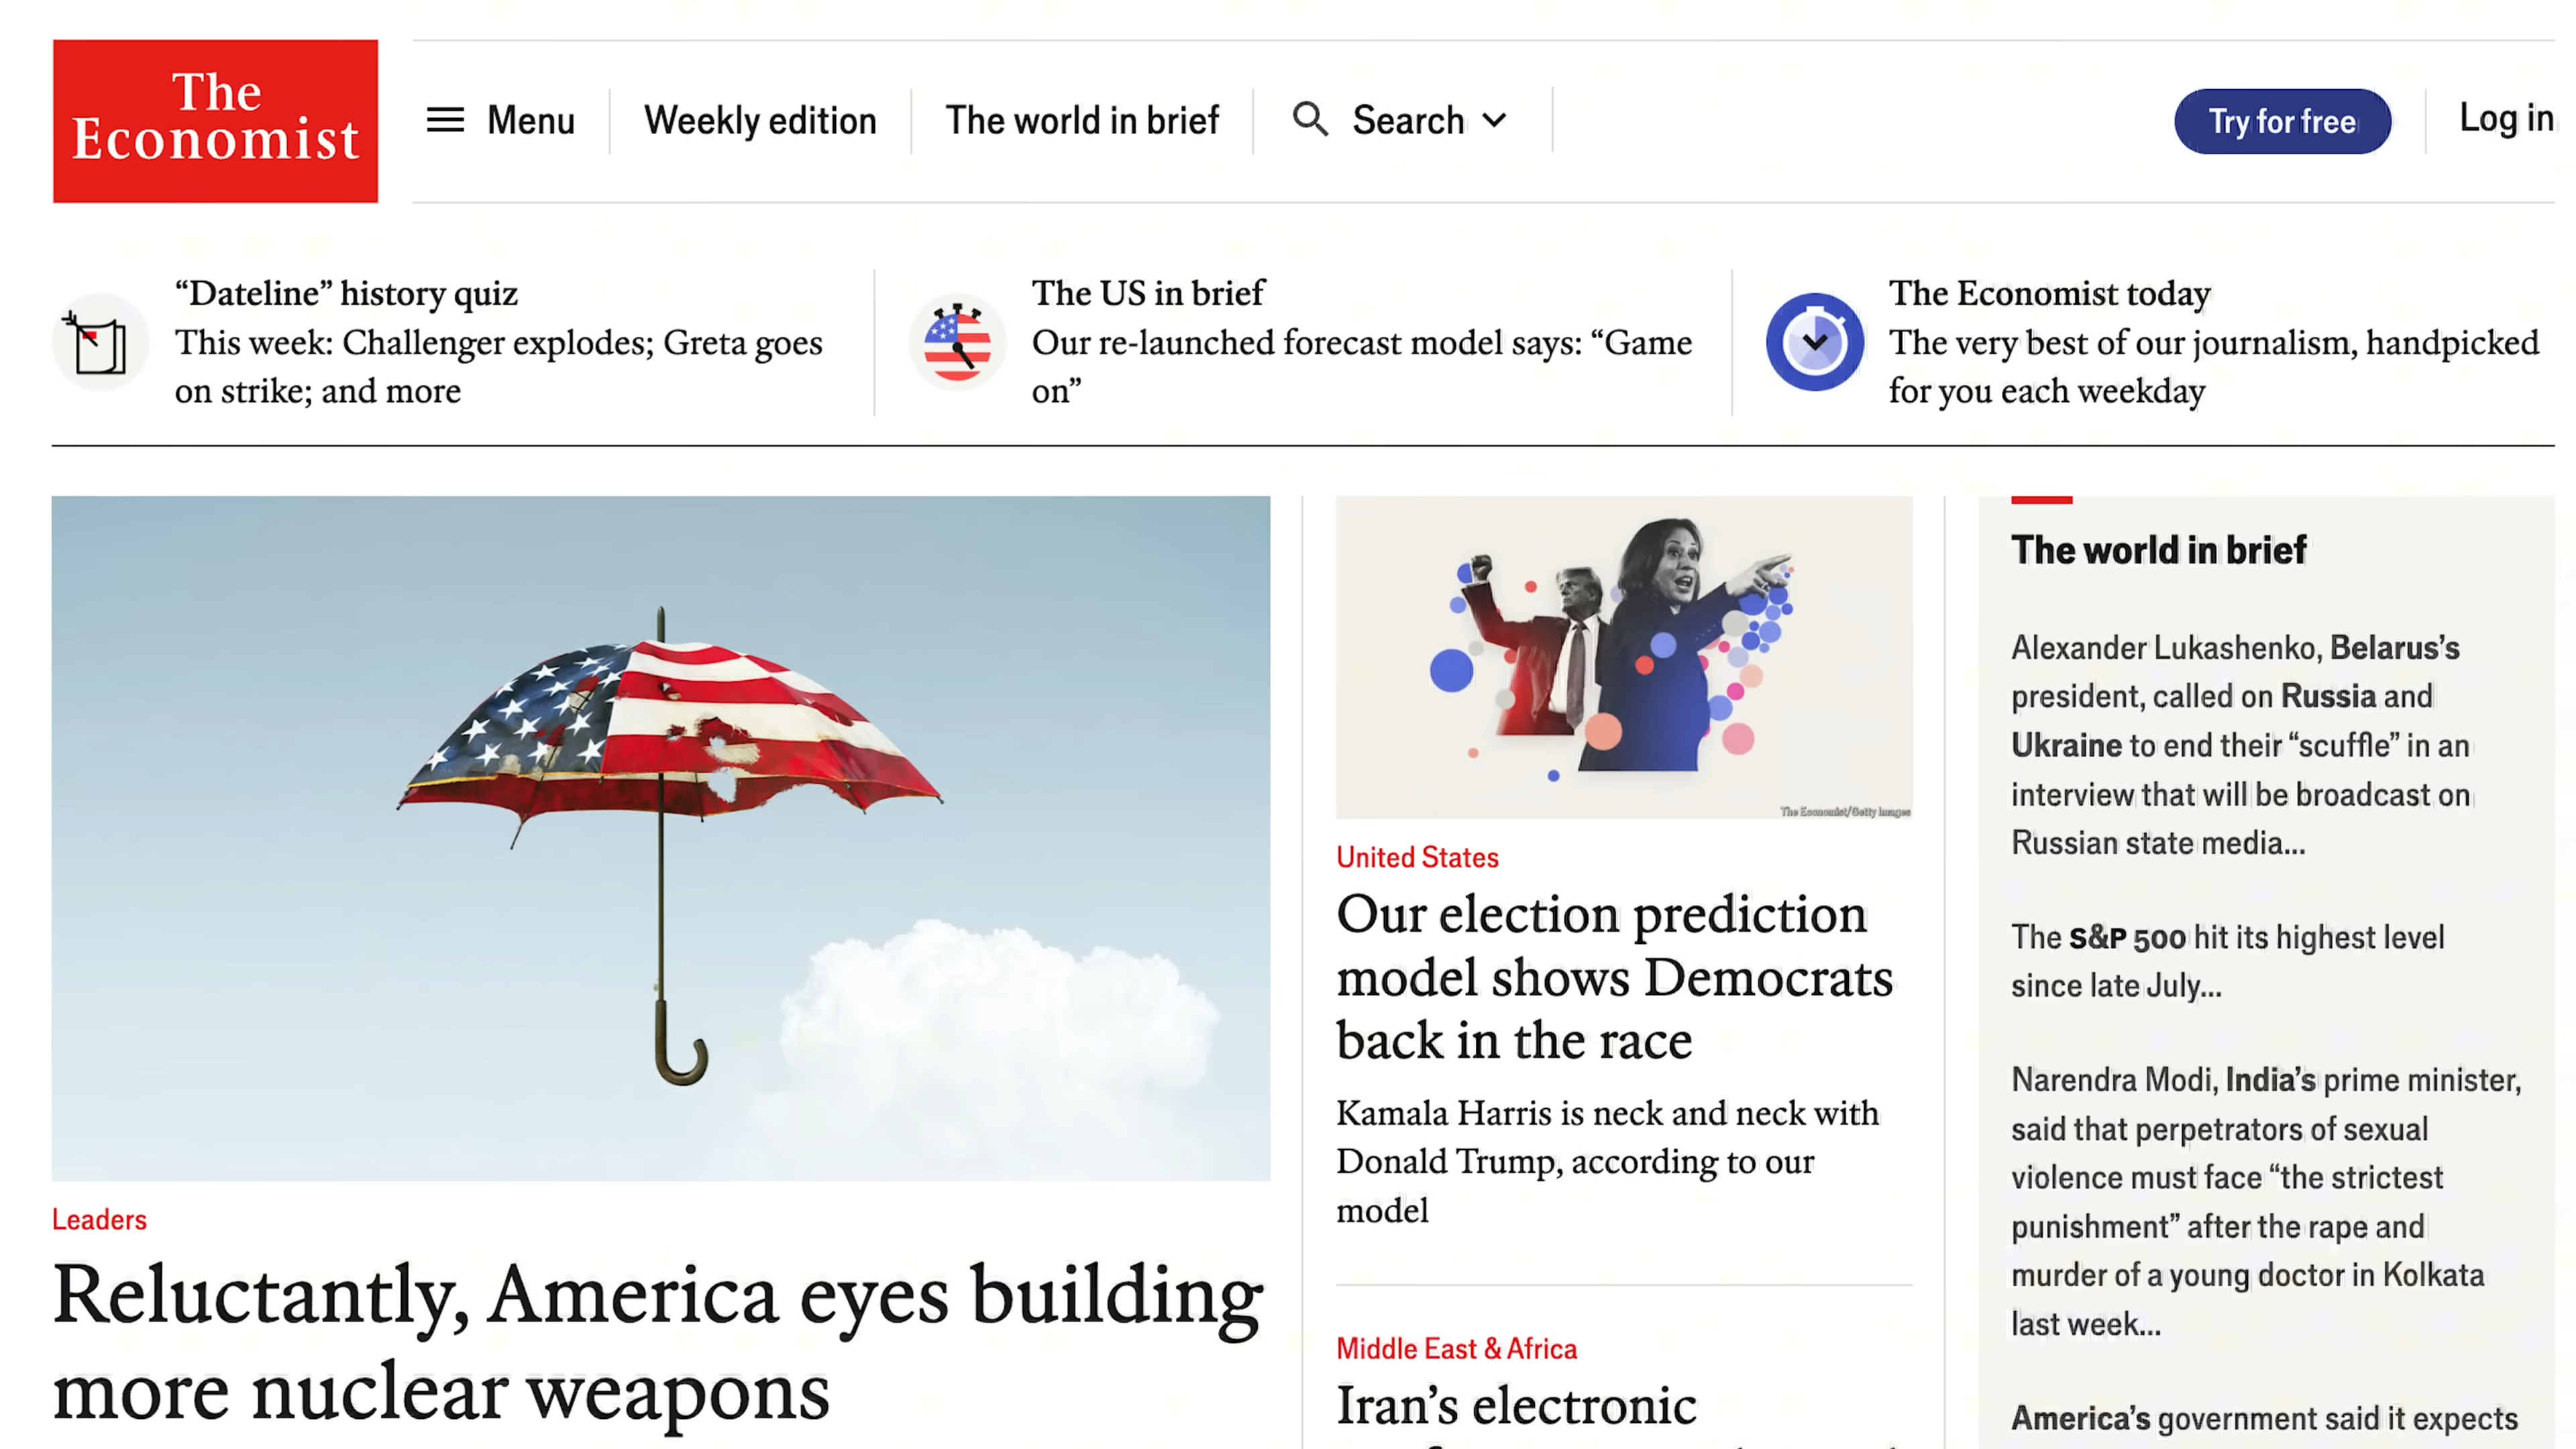 The
Economist
Menu
Weekly edition
The world in brief
Search
Try for free
Log in
“Dateline” history quiz
This week: Challenger explodes; Greta goes
on strike; and more
The US in brief
Our re-launched forecast model says: “Game
on”
The Economist today
The very best of our journalism, handpicked
for you each weekday
Leaders
Reluctantly, America eyes building
more nuclear weapons
The Economist/Getty Images
United States
Our election prediction
model shows Democrats
back in the race
Kamala Harris is neck and neck with
Donald Trump, according to our
model
Middle East & Africa
Iran’s electronic
The world in brief
Alexander Lukashenko, Belarus’s
president, called on Russia and
Ukraine to end their “scuffle” in an
interview that will be broadcast on
Russian state media...
The S&P 500 hit its highest level
since late July...
Narendra Modi, India’s prime minister,
said that perpetrators of sexual
violence must face “the strictest
punishment” after the rape and
murder of a young doctor in Kolkata
last week...
America’s government said it expects